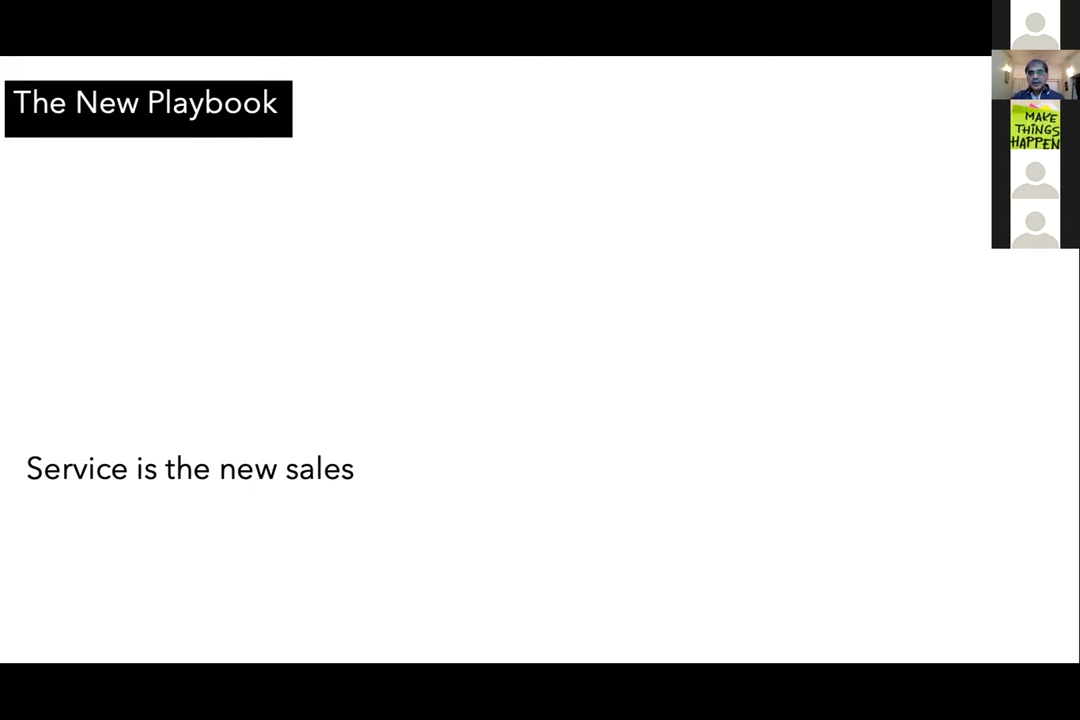 The New Playbook
MAKE
THINGS
HAPPEN
Service is the new sales